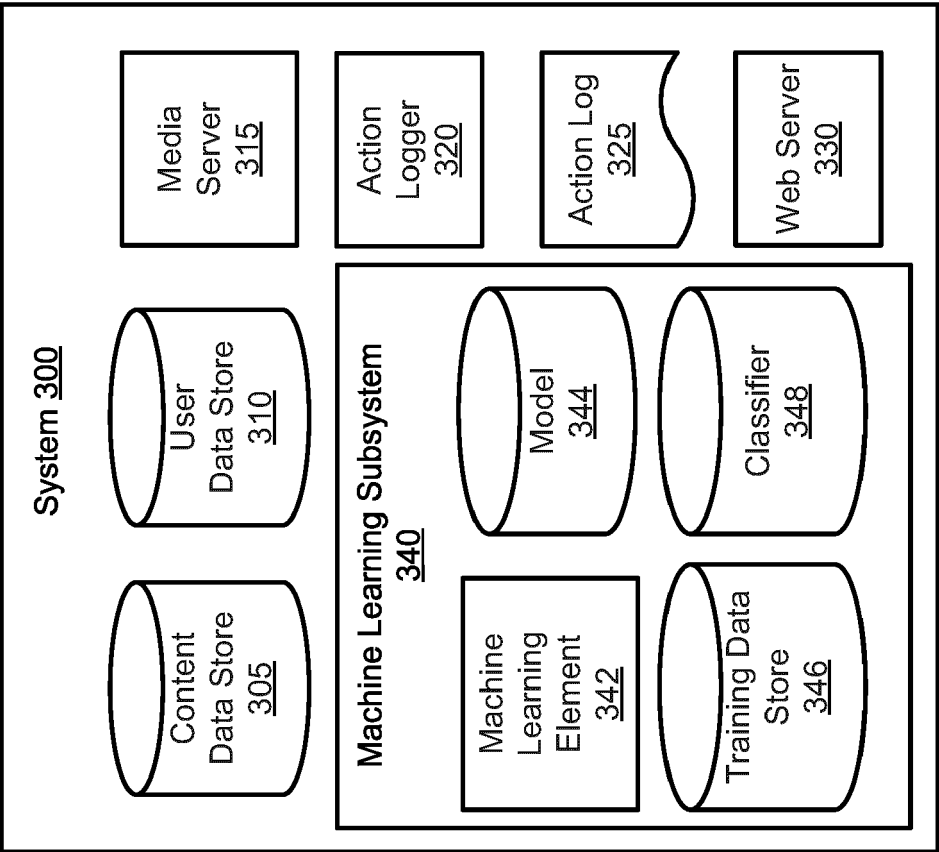 System 300
Content
Data Store
305
User
Data Store
310
Media
Server
315
Machine Learning Subsystem
340
Machine
Learning
Element
342
Model
344
Training Data
Store
346
Classifier
348
Action
Logger
320
Action Log
325
Web Server
330